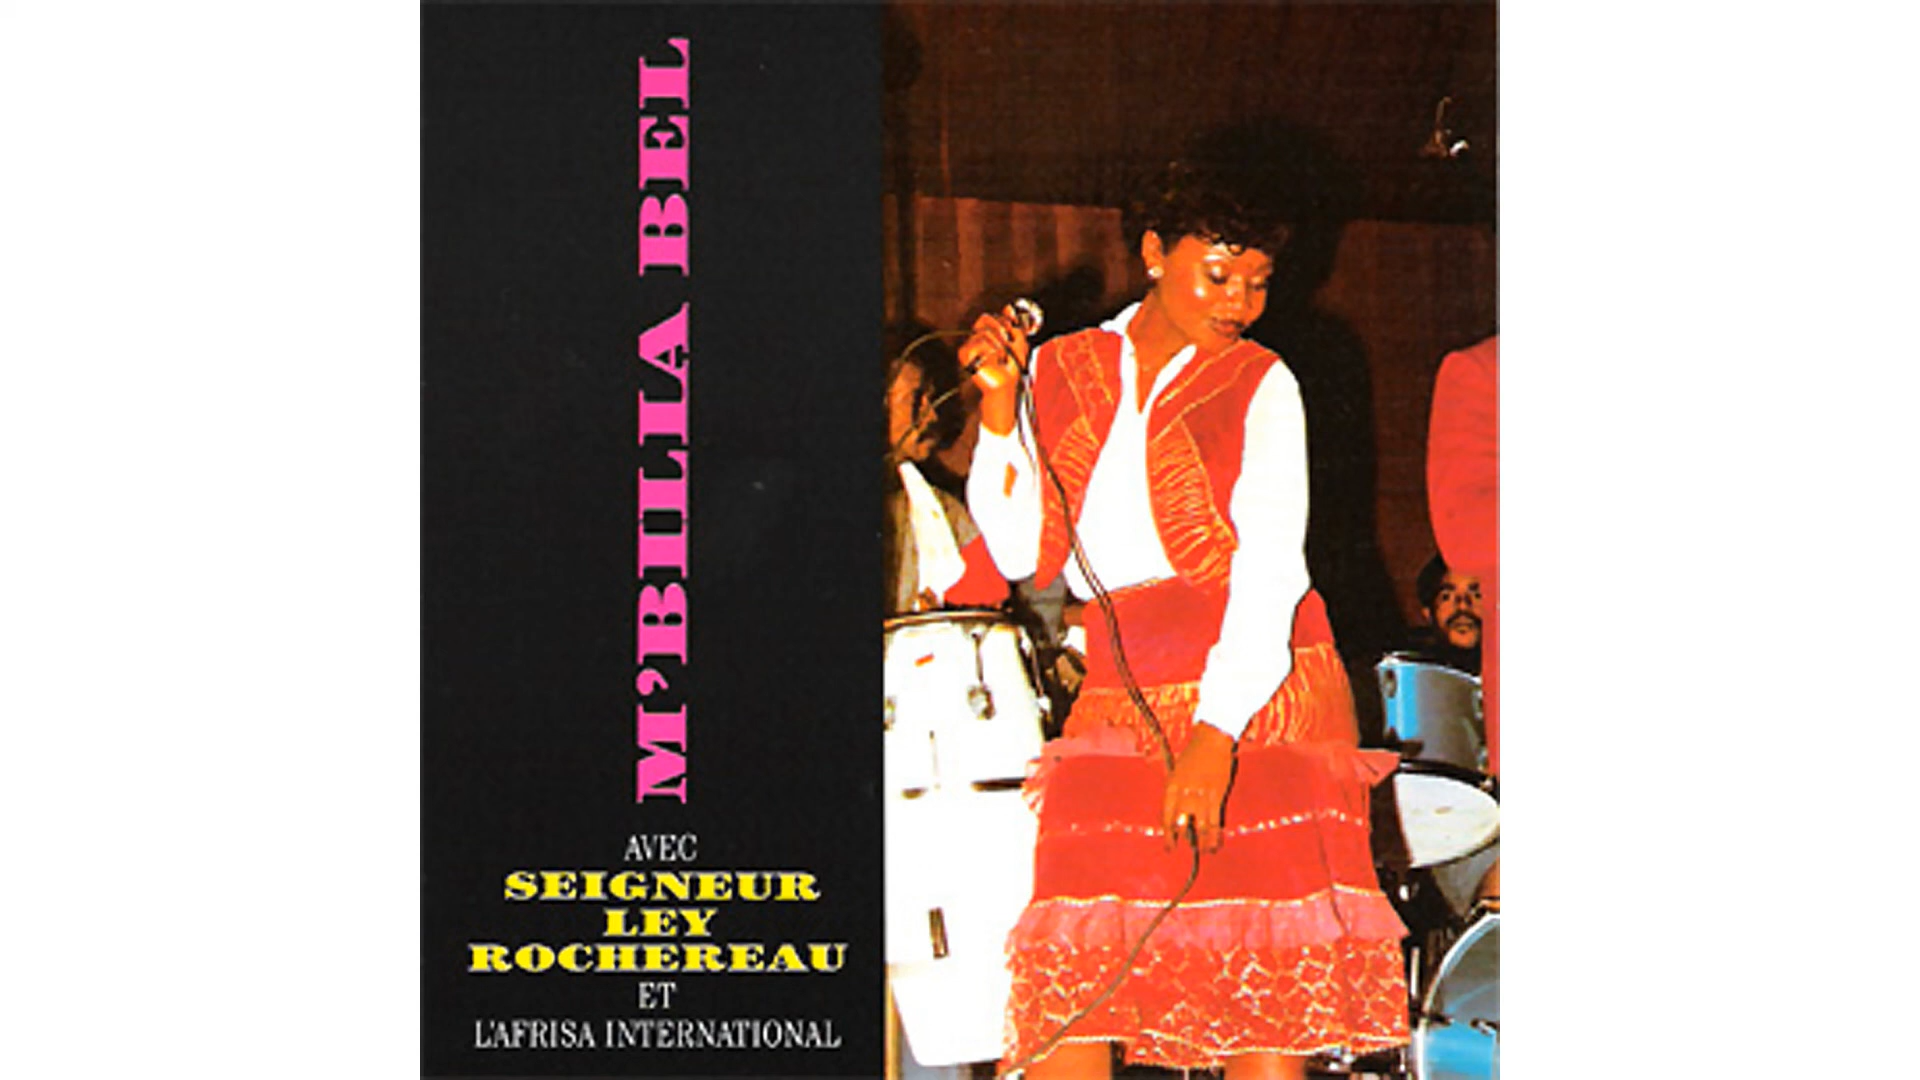 M'BILIA BEL
AVEC
SEIGNEUR
LEY
ROCHEREAU
ET
L'AFRISA INTERNATIONAL